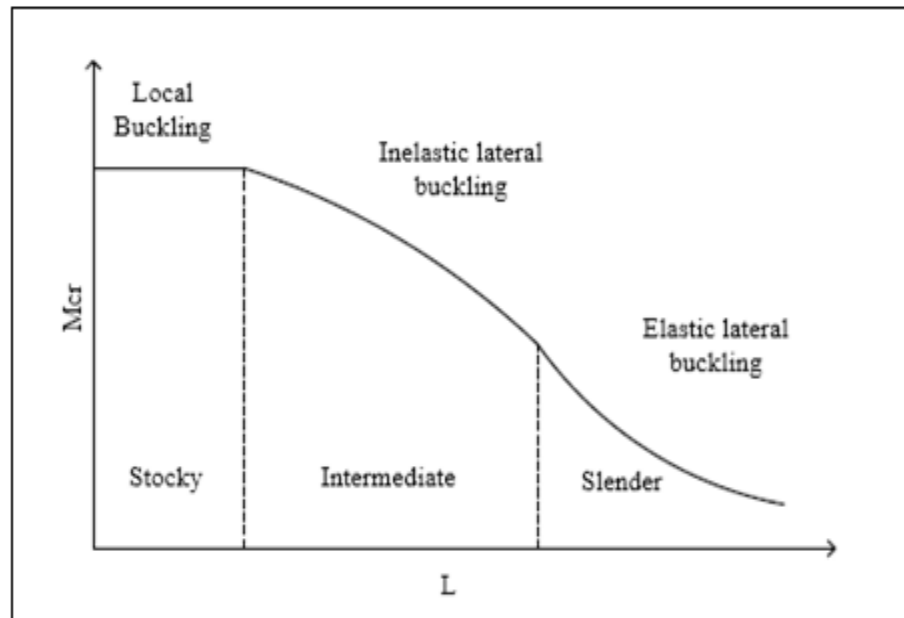 Local
Buckling
Inelastic lateral
buckling
Mcr
Elastic lateral
buckling
Stocky
Intermediate
Slender
L